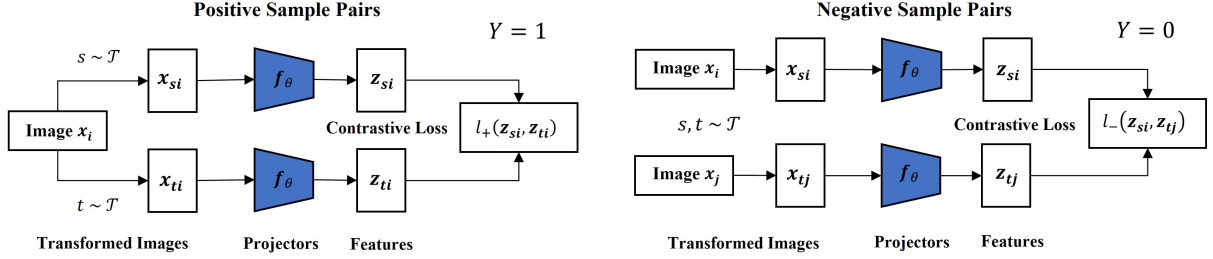 Positive Sample Pairs
Y = 1
s ~ 𝒯
x_si
f_θ
z_si
Image x_i
Contrastive Loss
l_+(z_si, z_ti)
x_ti
f_θ
z_ti
t ~ 𝒯
Transformed Images
Projectors
Features
Negative Sample Pairs
Y = 0
Image x_i
x_si
f_θ
z_si
s, t ~ 𝒯
Contrastive Loss
l_-(z_si, z_tj)
Image x_j
x_tj
f_θ
z_tj
Transformed Images
Projectors
Features